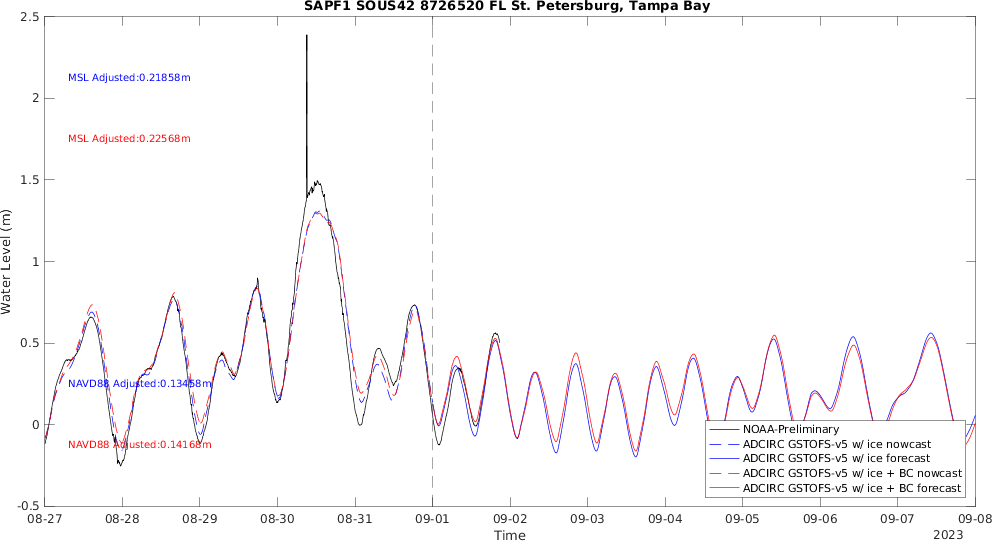 SAPF1 SOUS42 8726520 FL St. Petersburg, Tampa Bay
2.5
2
1.5
1
0.5
0
-0.5
Water Level (m)
MSL Adjusted:0.21858m
MSL Adjusted:0.22568m
NAVD88 Adjusted:0.13458m
NAVD88 Adjusted:0.14168m
NOAA-Preliminary
ADCIRC GSTOFS-v5 w/ ice nowcast
ADCIRC GSTOFS-v5 w/ ice forecast
ADCIRC GSTOFS-v5 w/ ice + BC nowcast
ADCIRC GSTOFS-v5 w/ ice + BC forecast
08-27 08-28 08-29 08-30 08-31 09-01 09-02 09-03 09-04 09-05 09-06 09-07 09-08
Time
2023